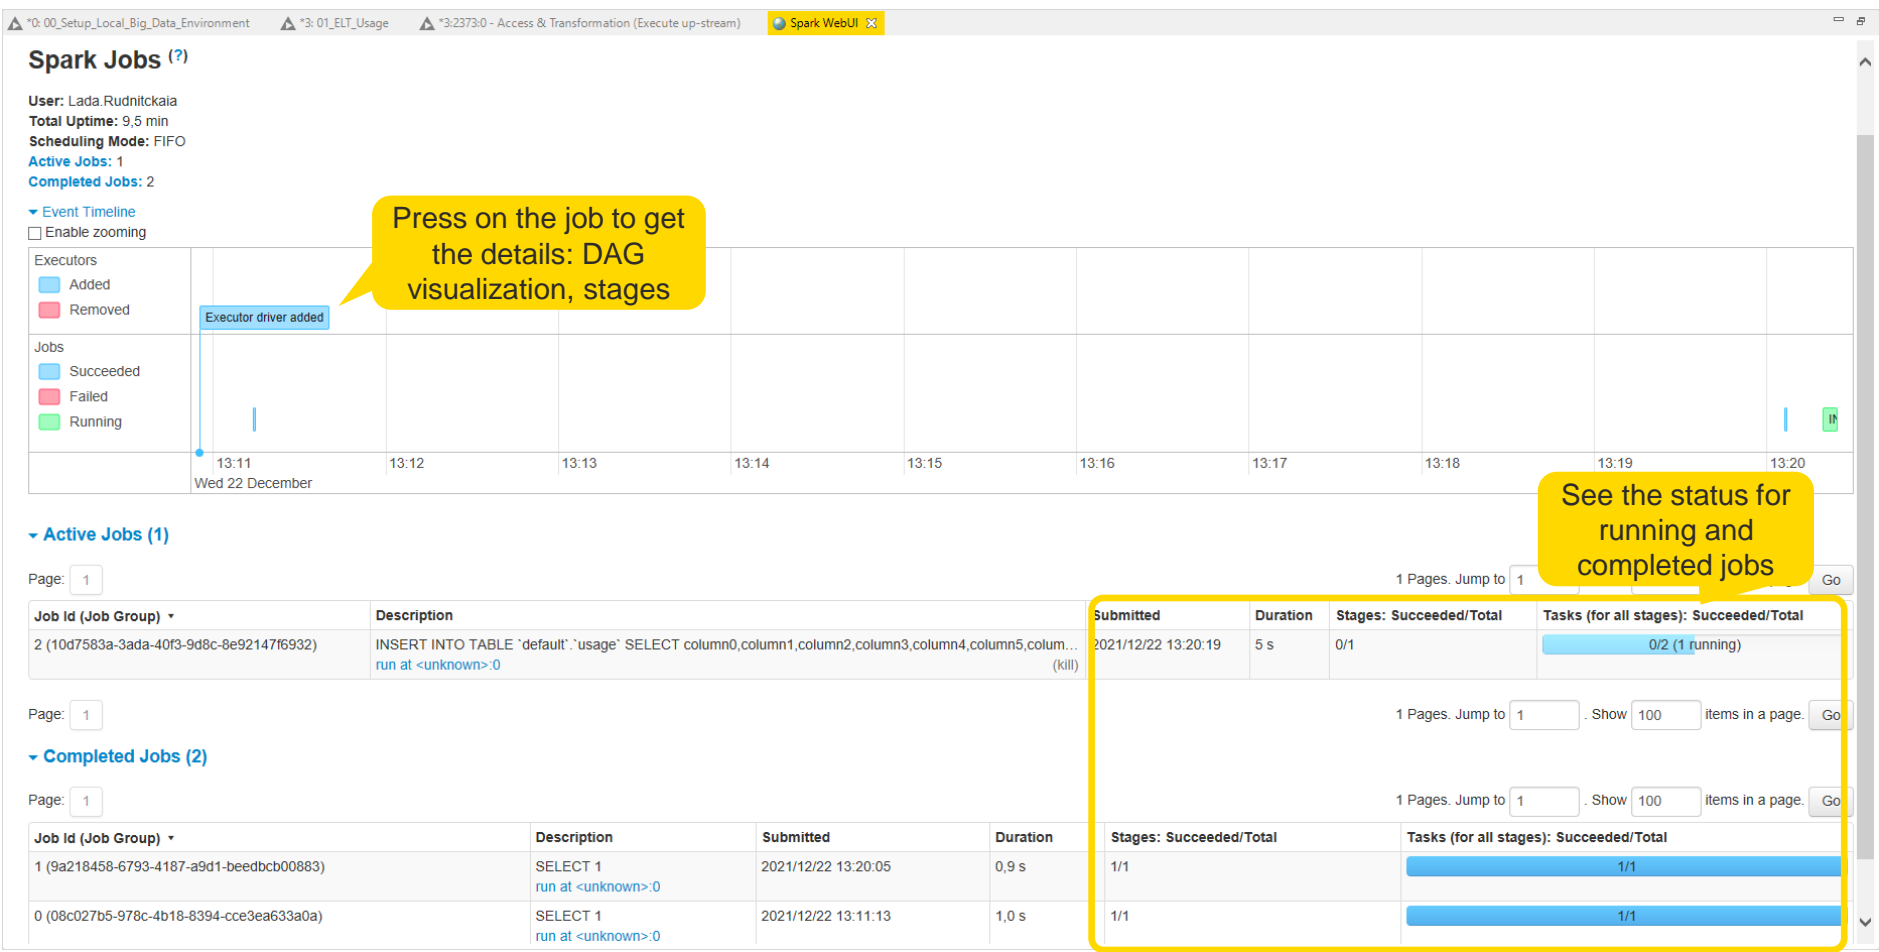 *0: 00_Setup_Local_Big_Data_Environment
*3: 01_ELT_Usage
*3:2373:0 - Access & Transformation (Execute up-stream)
Spark WebUI
Spark Jobs (?)
User: Lada.Rudnitckaia
Total Uptime: 9,5 min
Scheduling Mode: FIFO
Active Jobs: 1
Completed Jobs: 2
Event Timeline
Enable zooming
Press on the job to get
the details: DAG
visualization, stages
Executors
Added
Removed
Executor driver added
Jobs
Succeeded
Failed
Running
13:11 13:12 13:13 13:14 13:15 13:16 13:17 13:18 13:19 13:20
Wed 22 December
See the status for
running and
completed jobs
Active Jobs (1)
Page: 1
1 Pages. Jump to 1
Go
Job Id (Job Group) Description Submitted Duration Stages: Succeeded/Total Tasks (for all stages): Succeeded/Total
2 (10d7583a-3ada-40f3-9d8c-8e92147f6932) INSERT INTO TABLE `default`.`usage` SELECT column0,column1,column2,column3,column4,column5,colum... 2021/12/22 13:20:19 5 s 0/1 0/2 (1 running)
run at <unknown>:0 (kill)
Page: 1
1 Pages. Jump to 1 . Show 100 items in a page. Go
Completed Jobs (2)
Page: 1
1 Pages. Jump to 1 . Show 100 items in a page. Go
Job Id (Job Group) Description Submitted Duration Stages: Succeeded/Total Tasks (for all stages): Succeeded/Total
1 (9a218458-6793-4187-a9d1-beedbcb00883) SELECT 1 2021/12/22 13:20:05 0,9 s 1/1 1/1
run at <unknown>:0
0 (08c027b5-978c-4b18-8394-cce3ea633a0a) SELECT 1 2021/12/22 13:11:13 1,0 s 1/1 1/1
run at <unknown>:0